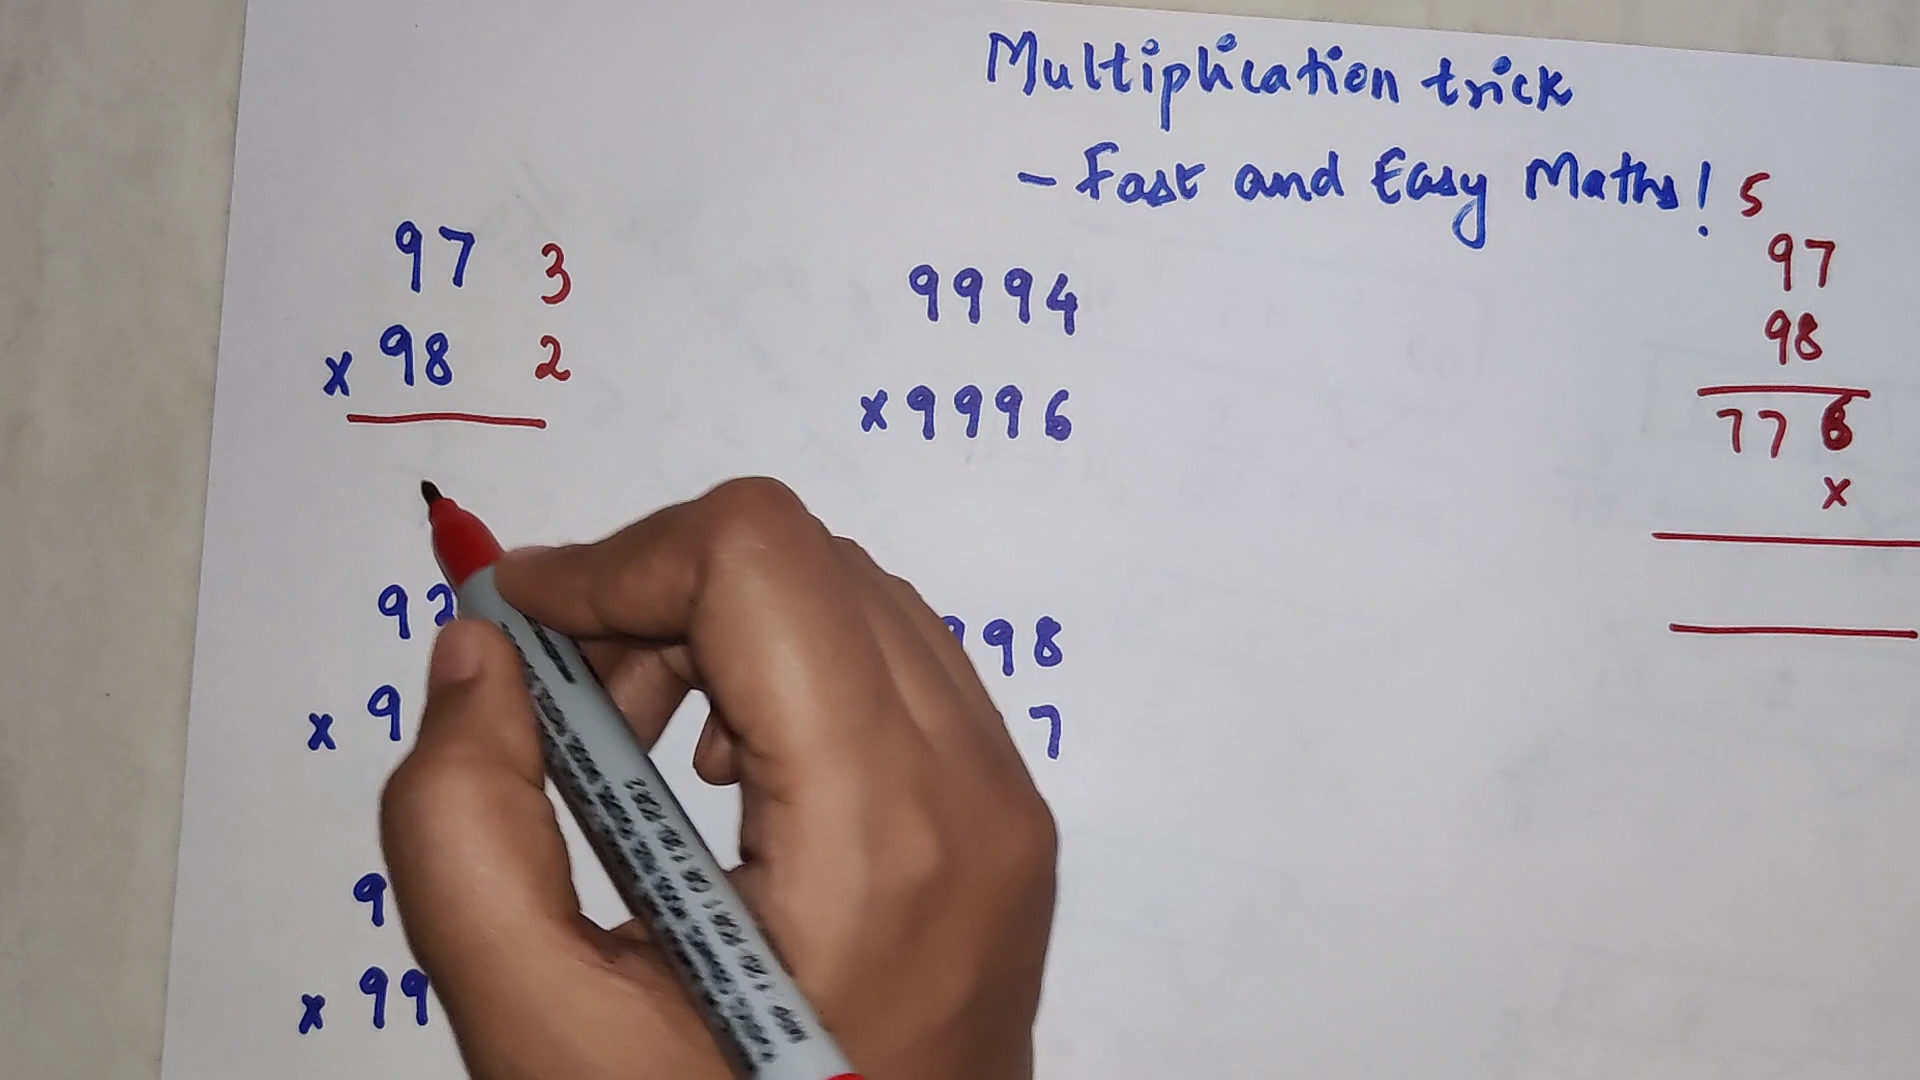 Multiplication trick
- Fast and Easy Maths!
97 3
x 98 2
9994
x 9996
5
97
98
776
x
92
x 9
98
7
9
x 99